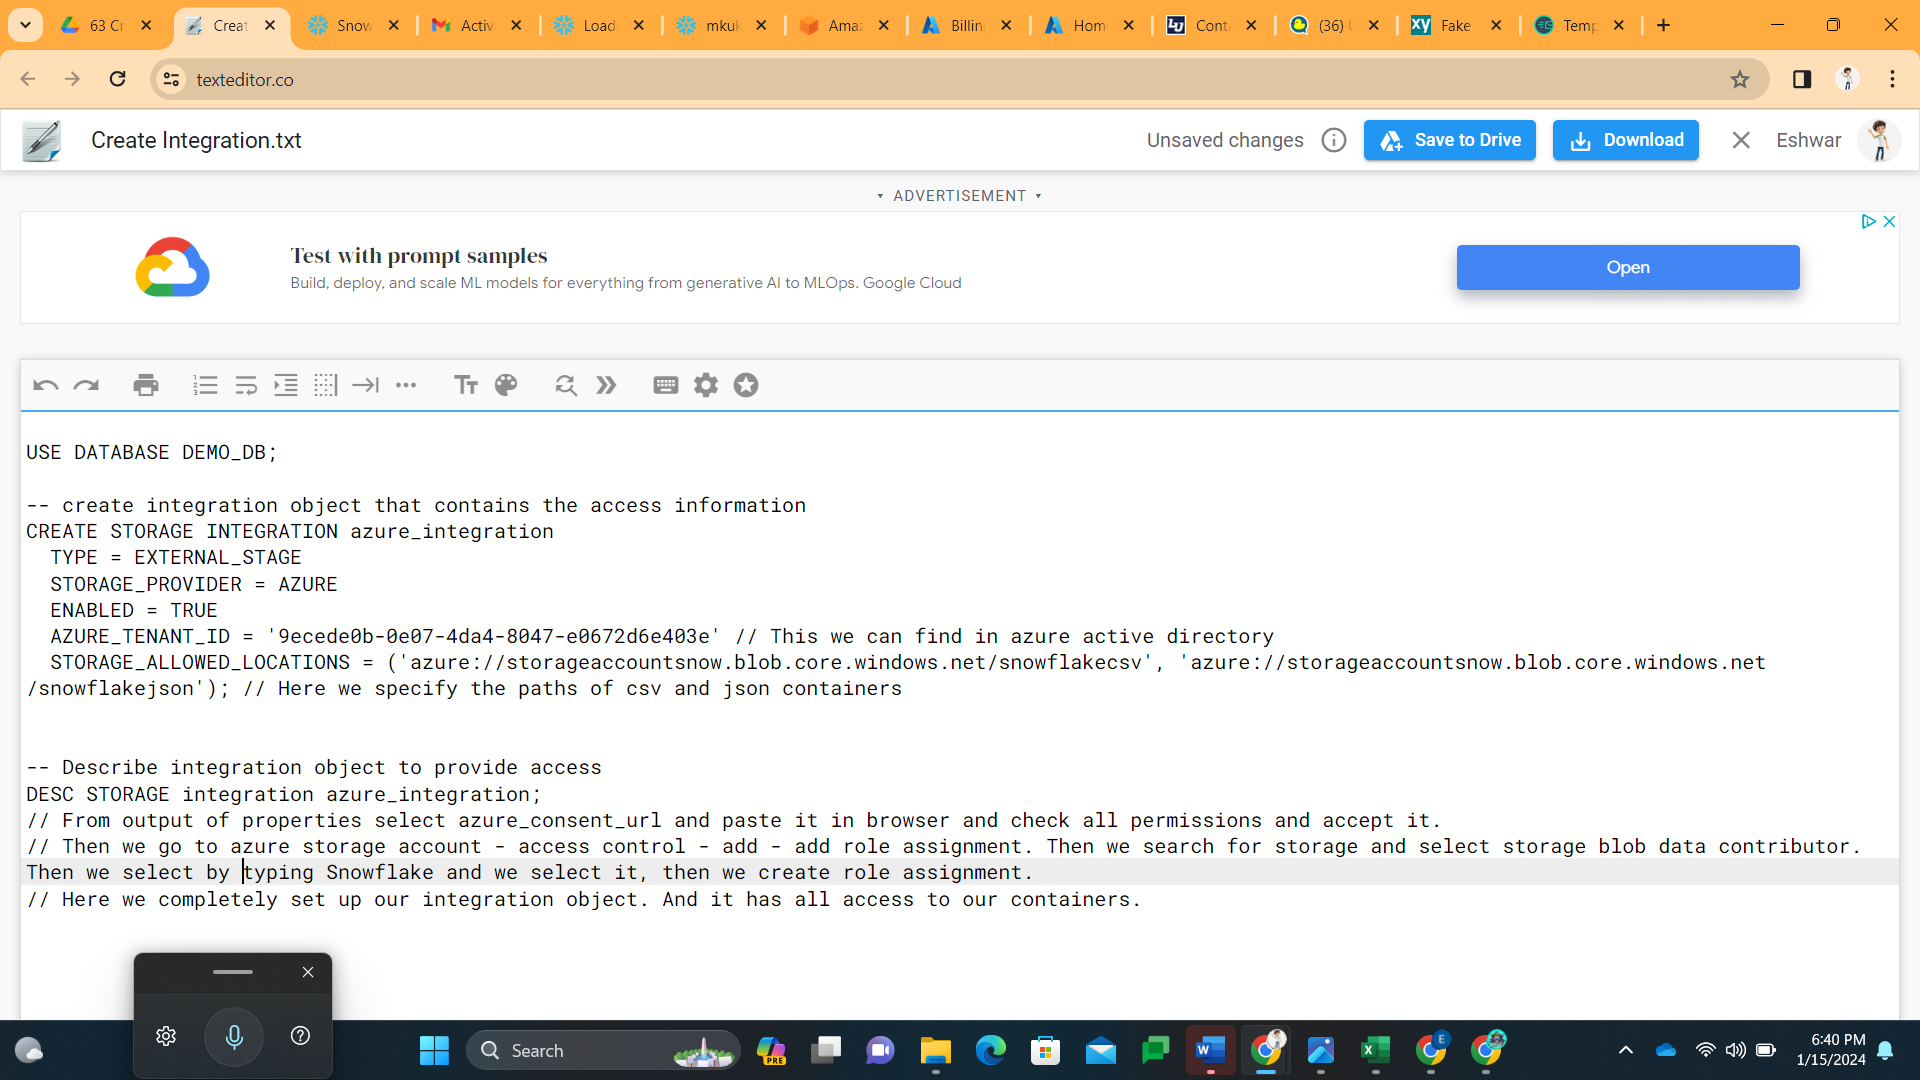 63 Cr
Creat
Snow
Activ
Load
mkuk
Amaz
Billin
Hom
Cont
(36)
Fake
Temp
texteditor.co
Create Integration.txt
Unsaved changes
Save to Drive
Download
Eshwar
ADVERTISEMENT
Test with prompt samples
Build, deploy, and scale ML models for everything from generative AI to MLOps. Google Cloud
Open
USE DATABASE DEMO_DB;
-- create integration object that contains the access information
CREATE STORAGE INTEGRATION azure_integration
TYPE = EXTERNAL_STAGE
STORAGE_PROVIDER = AZURE
ENABLED = TRUE
AZURE_TENANT_ID = '9ecede0b-0e07-4da4-8047-e0672d6e403e' // This we can find in azure active directory
STORAGE_ALLOWED_LOCATIONS = ('azure://storageaccountsnow.blob.core.windows.net/snowflakecsv', 'azure://storageaccountsnow.blob.core.windows.net
/snowflakejson'); // Here we specify the paths of csv and json containers
-- Describe integration object to provide access
DESC STORAGE integration azure_integration;
// From output of properties select azure_consent_url and paste it in browser and check all permissions and accept it.
// Then we go to azure storage account - access control - add - add role assignment. Then we search for storage and select storage blob data contributor.
Then we select by typing Snowflake and we select it, then we create role assignment.
// Here we completely set up our integration object. And it has all access to our containers.
Search
PRE
6:40 PM
1/15/2024